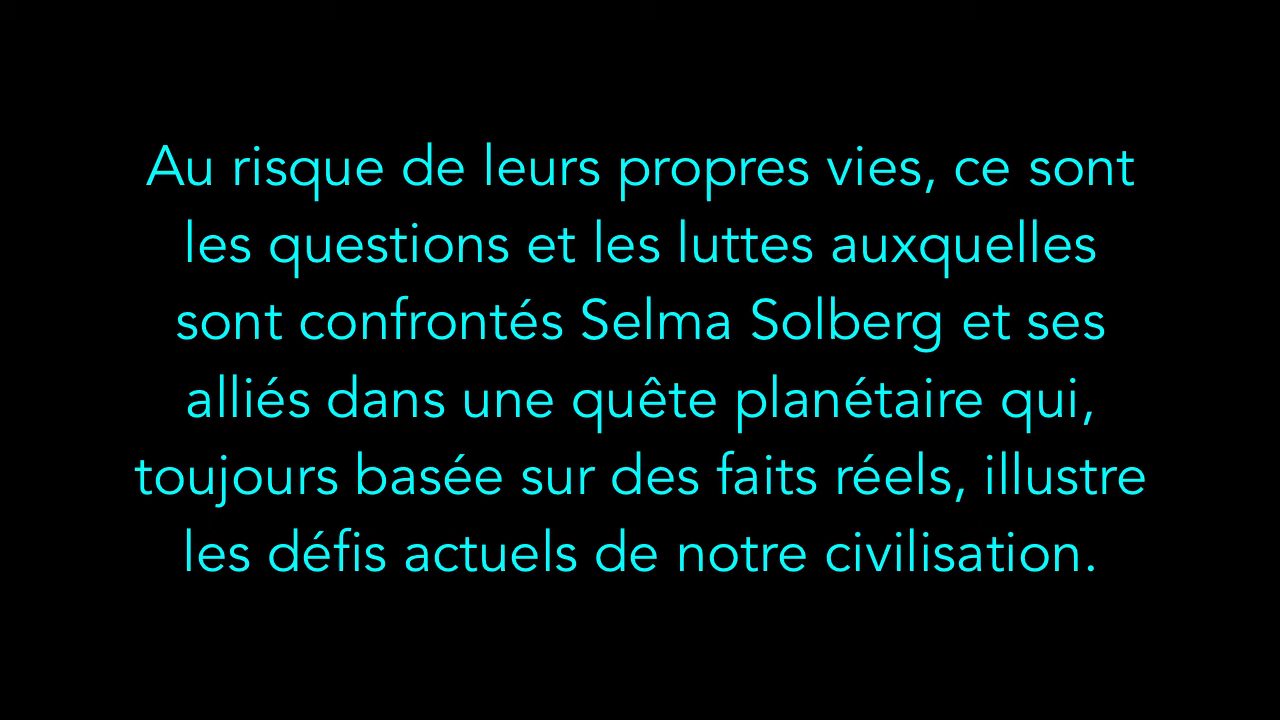 Au risque de leurs propres vies, ce sont
les questions et les luttes auxquelles
sont confrontés Selma Solberg et ses
alliés dans une quête planétaire qui,
toujours basée sur des faits réels, illustre
les défis actuels de notre civilisation.